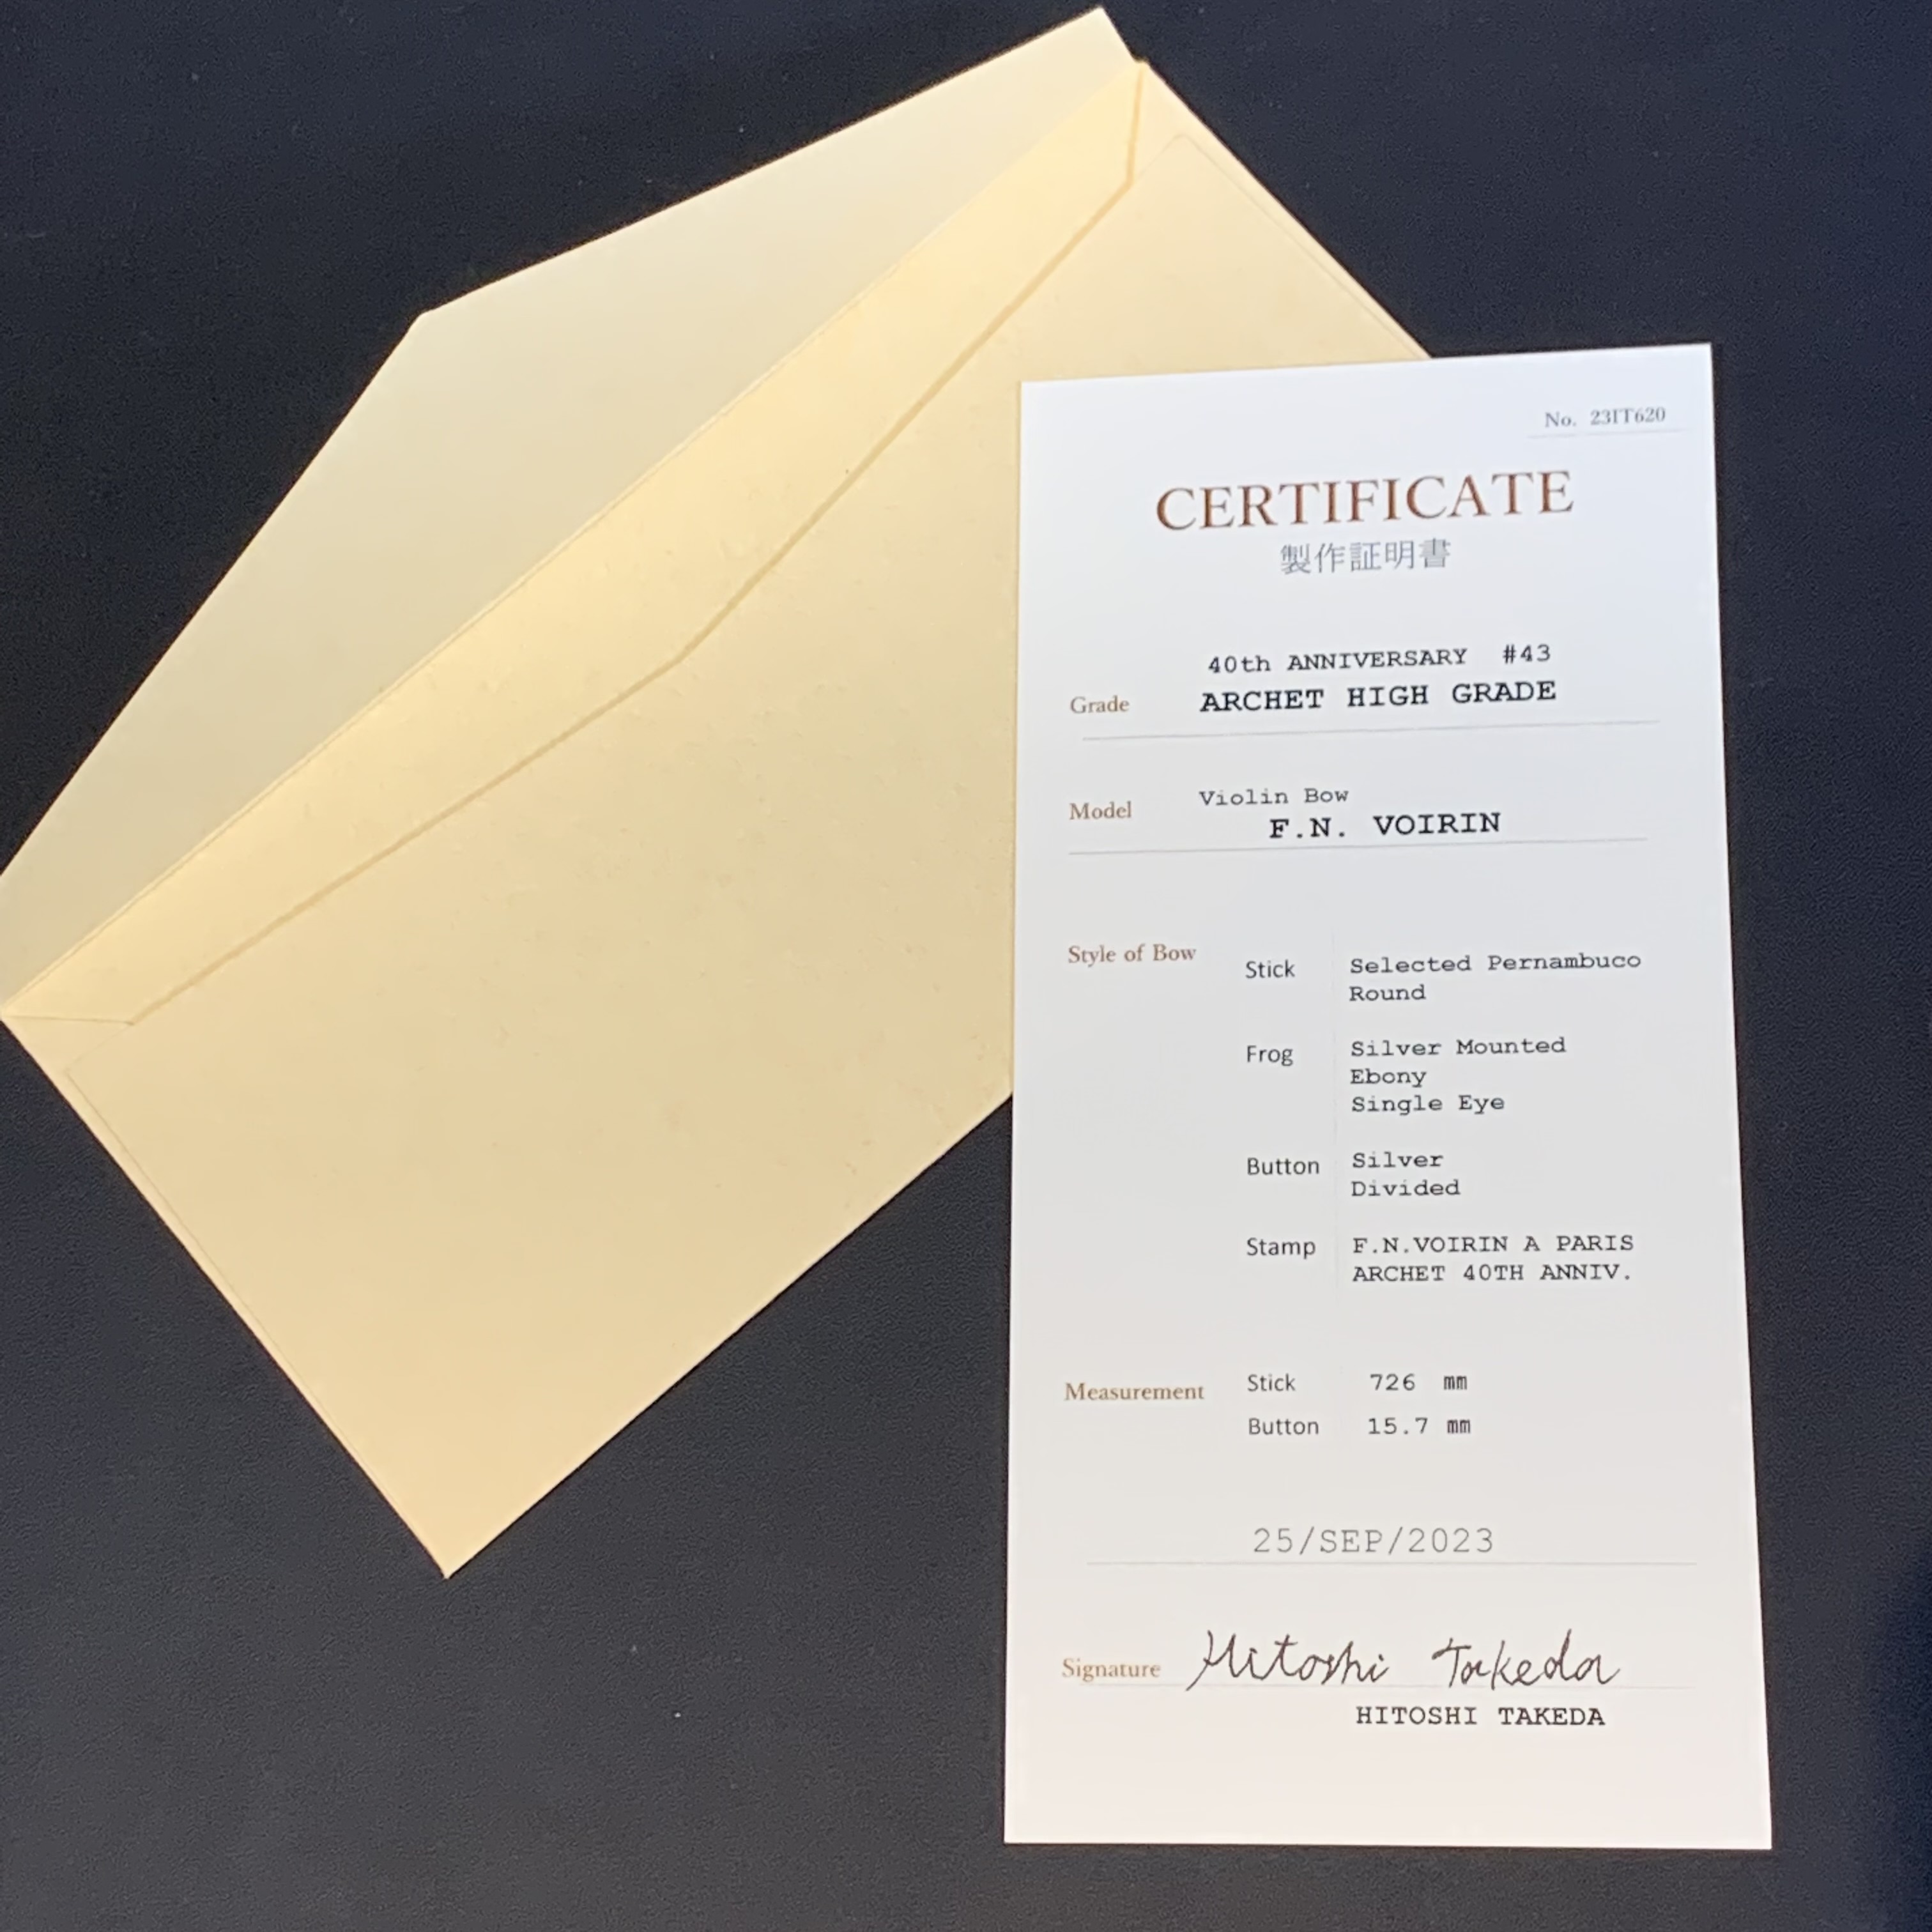 No. 23IT620
CERTIFICATE
製作証明書
40th ANNIVERSARY #43
Grade ARCHET HIGH GRADE
Violin Bow
Model
F.N. VOIRIN
Style of Bow
Stick Selected Pernambuco
Round
Frog Silver Mounted
Ebony
Single Eye
Button Silver
Divided
Stamp F.N.VOIRIN A PARIS
ARCHET 40TH ANNIV.
Measurement Stick 726 mm
Button 15.7 mm
25/SEP/2023
Signature Hitoshi Takeda
HITOSHI TAKEDA